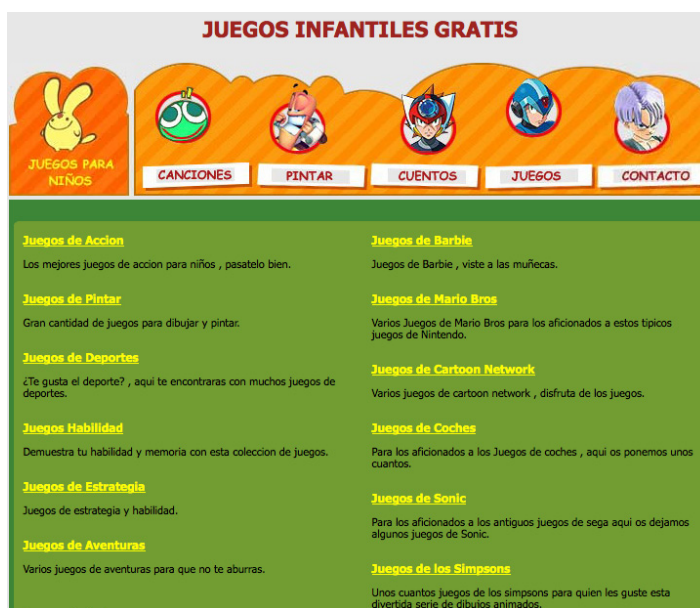 JUEGOS INFANTILES GRATIS
JUEGOS PARA
NIÑOS
CANCIONES
PINTAR
CUENTOS
JUEGOS
CONTACTO
Juegos de Accion
Los mejores juegos de accion para niños , pasatelo bien.
Juegos de Pintar
Gran cantidad de juegos para dibujar y pintar.
Juegos de Deportes
¿Te gusta el deporte? , aqui te encontraras con muchos juegos de
deportes.
Juegos Habilidad
Demuestra tu habilidad y memoria con esta coleccion de juegos.
Juegos de Estrategia
Juegos de estrategia y habilidad.
Juegos de Aventuras
Varios juegos de aventuras para que no te aburras.
Juegos de Barbie
Juegos de Barbie , viste a las muñecas.
Juegos de Mario Bros
Varios Juegos de Mario Bros para los aficionados a estos tipicos
juegos de Nintendo.
Juegos de Cartoon Network
Varios juegos de cartoon network , disfruta de los juegos.
Juegos de Coches
Para los aficionados a los Juegos de coches , aqui os ponemos unos
cuantos.
Juegos de Sonic
Para los aficionados a los antiguos juegos de sega aqui os dejamos
algunos juegos de Sonic.
Juegos de los Simpsons
Unos cuantos juegos de los simpsons para quien les guste esta
divertida serie de dibujos animados.